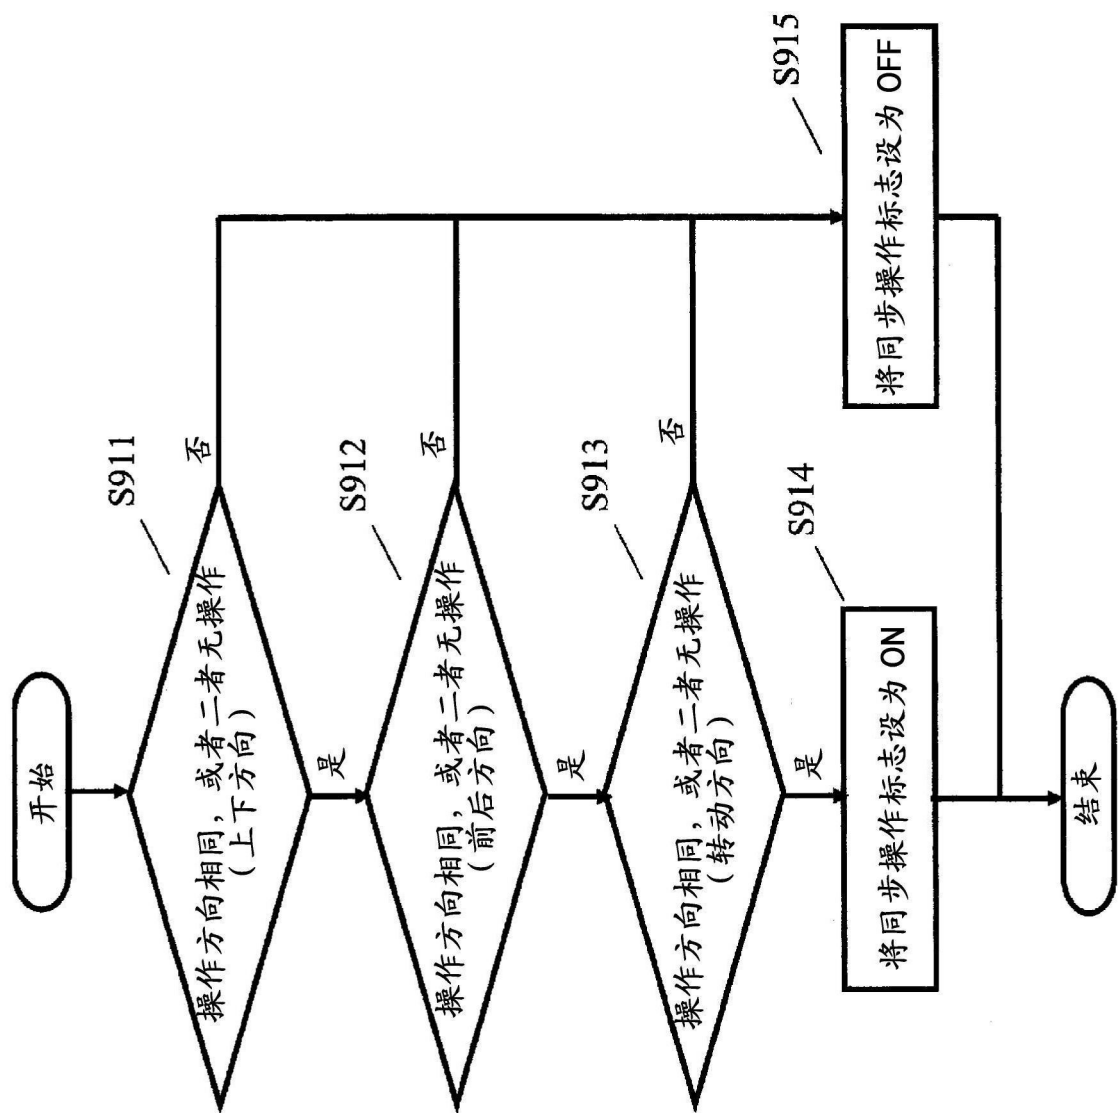 开始
S911
操作方向相同，或者二者无操作
(上下方向)
否
是
S912
操作方向相同，或者二者无操作
(前后方向)
否
是
S913
操作方向相同，或者二者无操作
(转动方向)
否
是
S914
将同步操作标志设为 ON
S915
将同步操作标志设为 OFF
结束